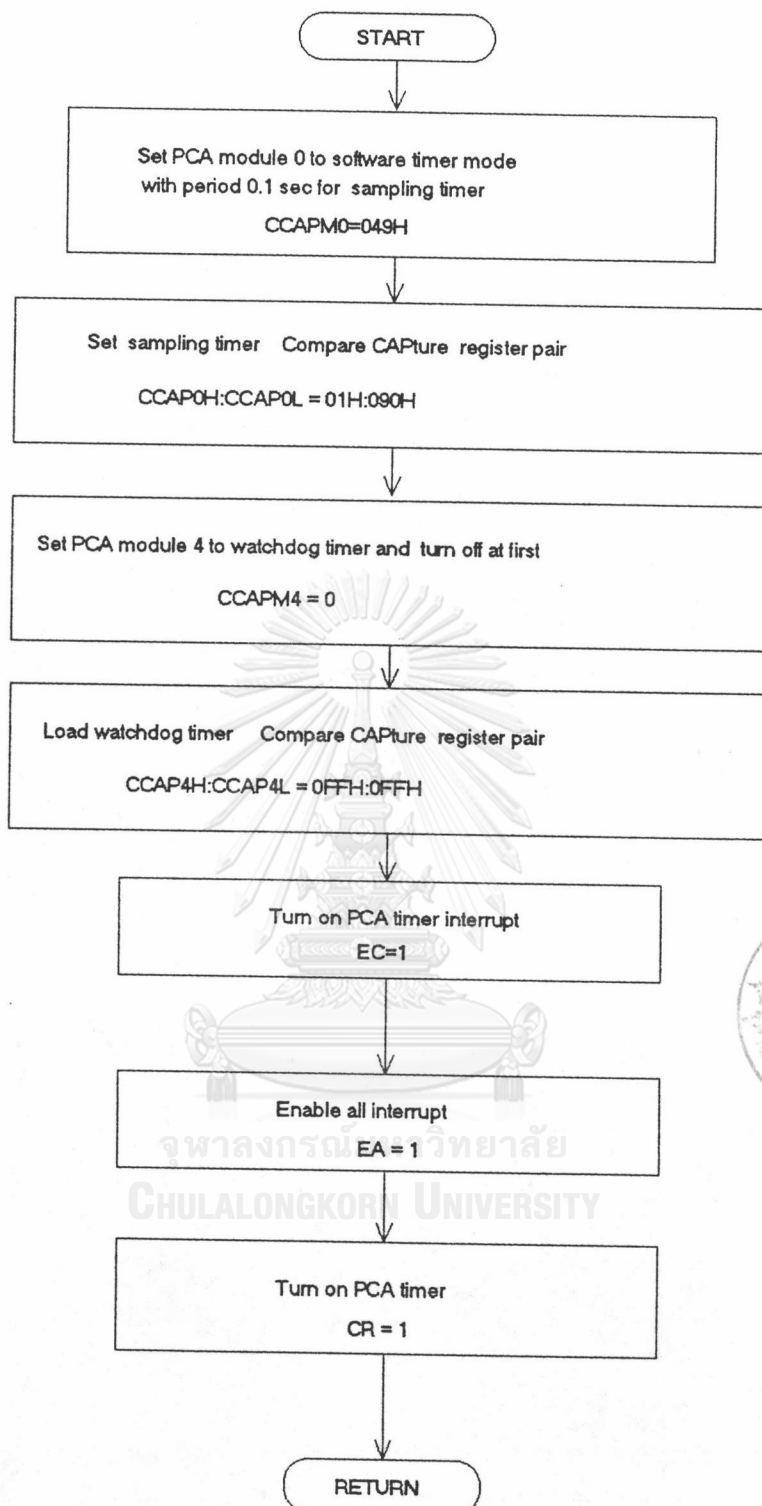 START
Set PCA module 0 to software timer mode
with period 0.1 sec for sampling timer
CCAPM0=049H
Set sampling timer Compare CAPture register pair
CCAP0H:CCAP0L = 01H:090H
Set PCA module 4 to watchdog timer and turn off at first
CCAPM4 = 0
Load watchdog timer Compare CAPture register pair
CCAP4H:CCAP4L = 0FFH:0FFH
Turn on PCA timer interrupt
EC=1
Enable all interrupt
EA = 1
จุฬาลงกรณ์มหาวิทยาลัย
CHULALONGKORN UNIVERSITY
Turn on PCA timer
CR = 1
RETURN